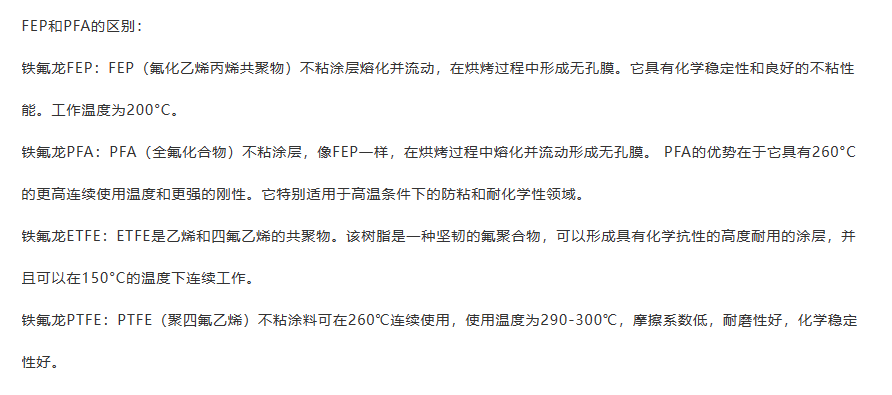 FEP和PFA的区别：
铁氟龙FEP：FEP（氟化乙烯丙烯共聚物）不粘涂层熔化并流动，在烘烤过程中形成无孔膜。它具有化学稳定性和良好的不粘性
能。工作温度为200°C。
铁氟龙PFA：PFA（全氟化合物）不粘涂层，像FEP一样，在烘烤过程中熔化并流动形成无孔膜。 PFA的优势在于它具有260°C
的更高连续使用温度和更强的刚性。它特别适用于高温条件下的防粘和耐化学性领域。
铁氟龙ETFE：ETFE是乙烯和四氟乙烯的共聚物。该树脂是一种坚韧的氟聚合物，可以形成具有化学抗性的高度耐用的涂层，并
且可以在150°C的温度下连续工作。
铁氟龙PTFE：PTFE（聚四氟乙烯）不粘涂料可在260℃连续使用，使用温度为290-300℃，摩擦系数低，耐磨性好，化学稳定
性好。